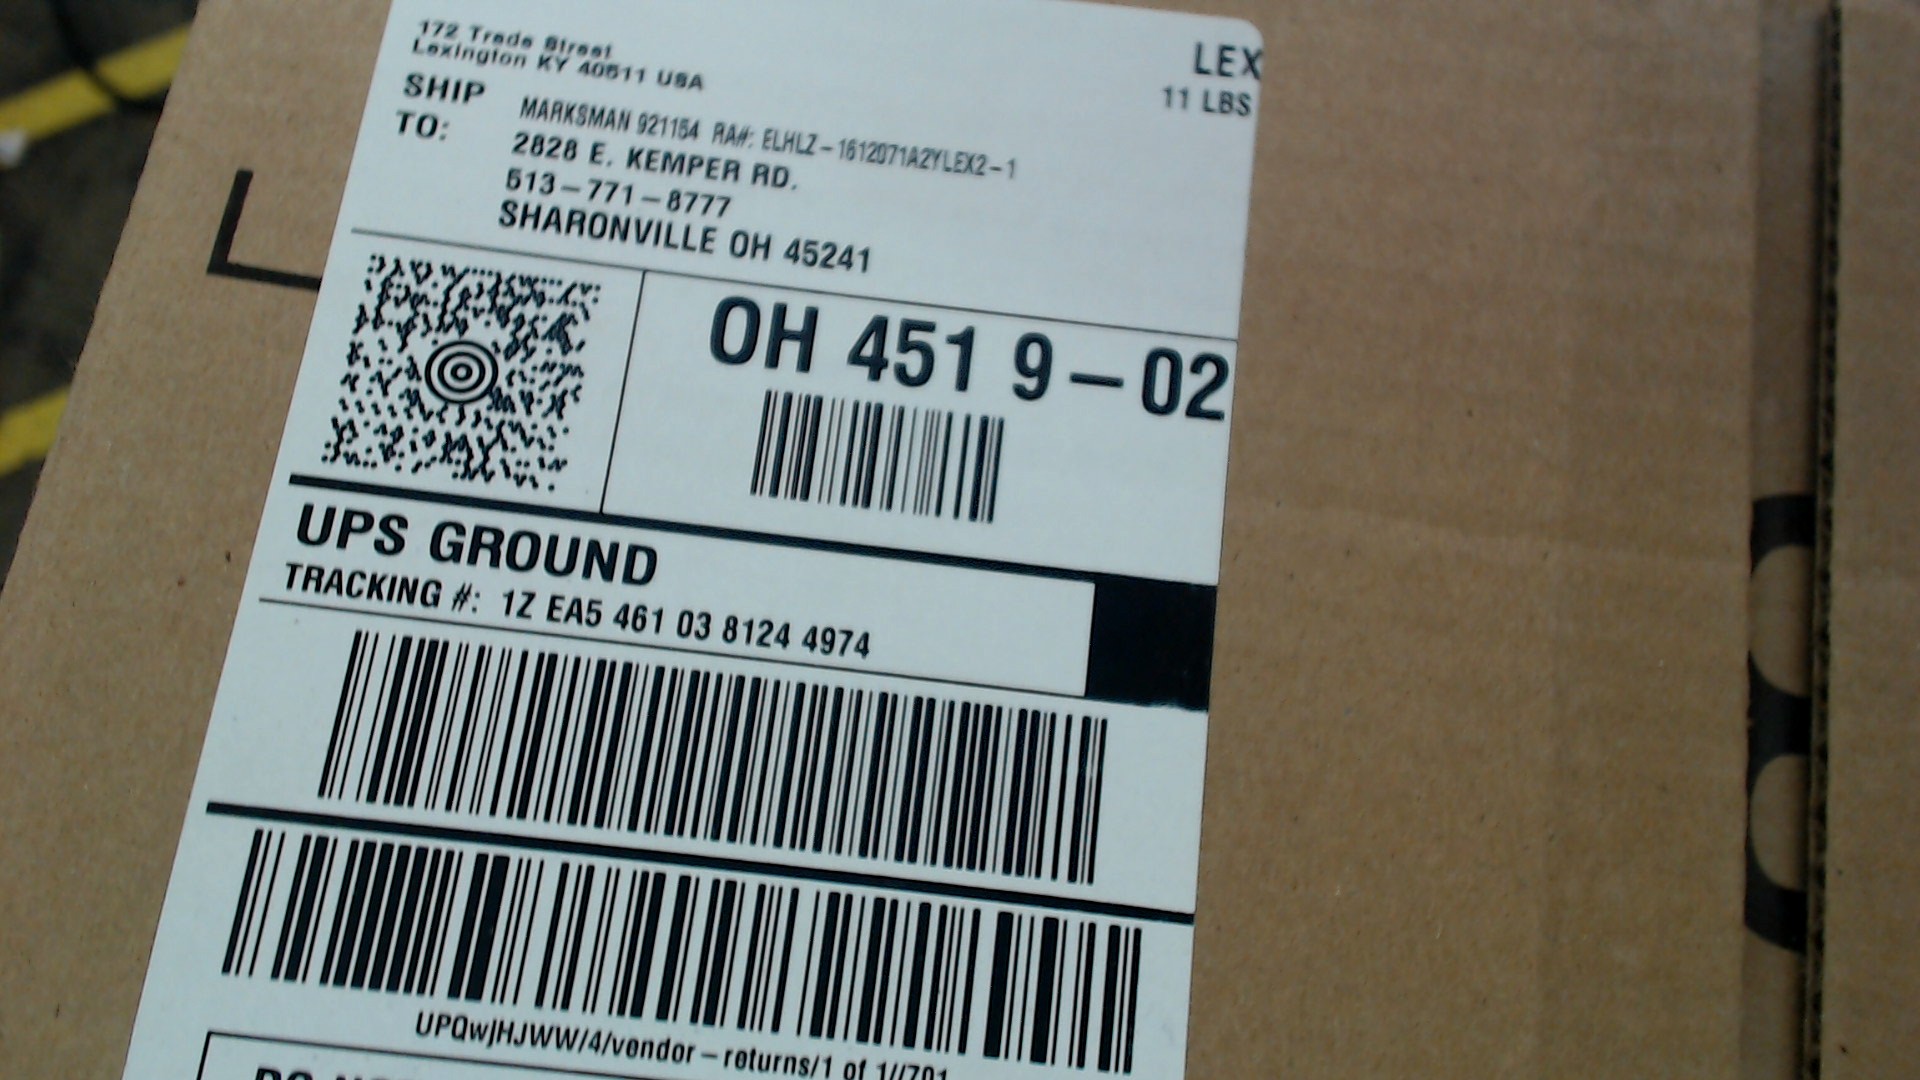 172 Trade Street
Lexington KY 40511 USA
LEX
11 LBS
SHIP
TO:
MARKSMAN 921154 RA#: ELHLZ-1612071A2YLEX2-1
2828 E. KEMPER RD.
513-771-8777
SHARONVILLE OH 45241
OH 451 9-02
UPS GROUND
TRACKING #: 1Z EA5 461 03 8124 4974
UPQwjHJWW/4/vendor-returns/1 of 1//701